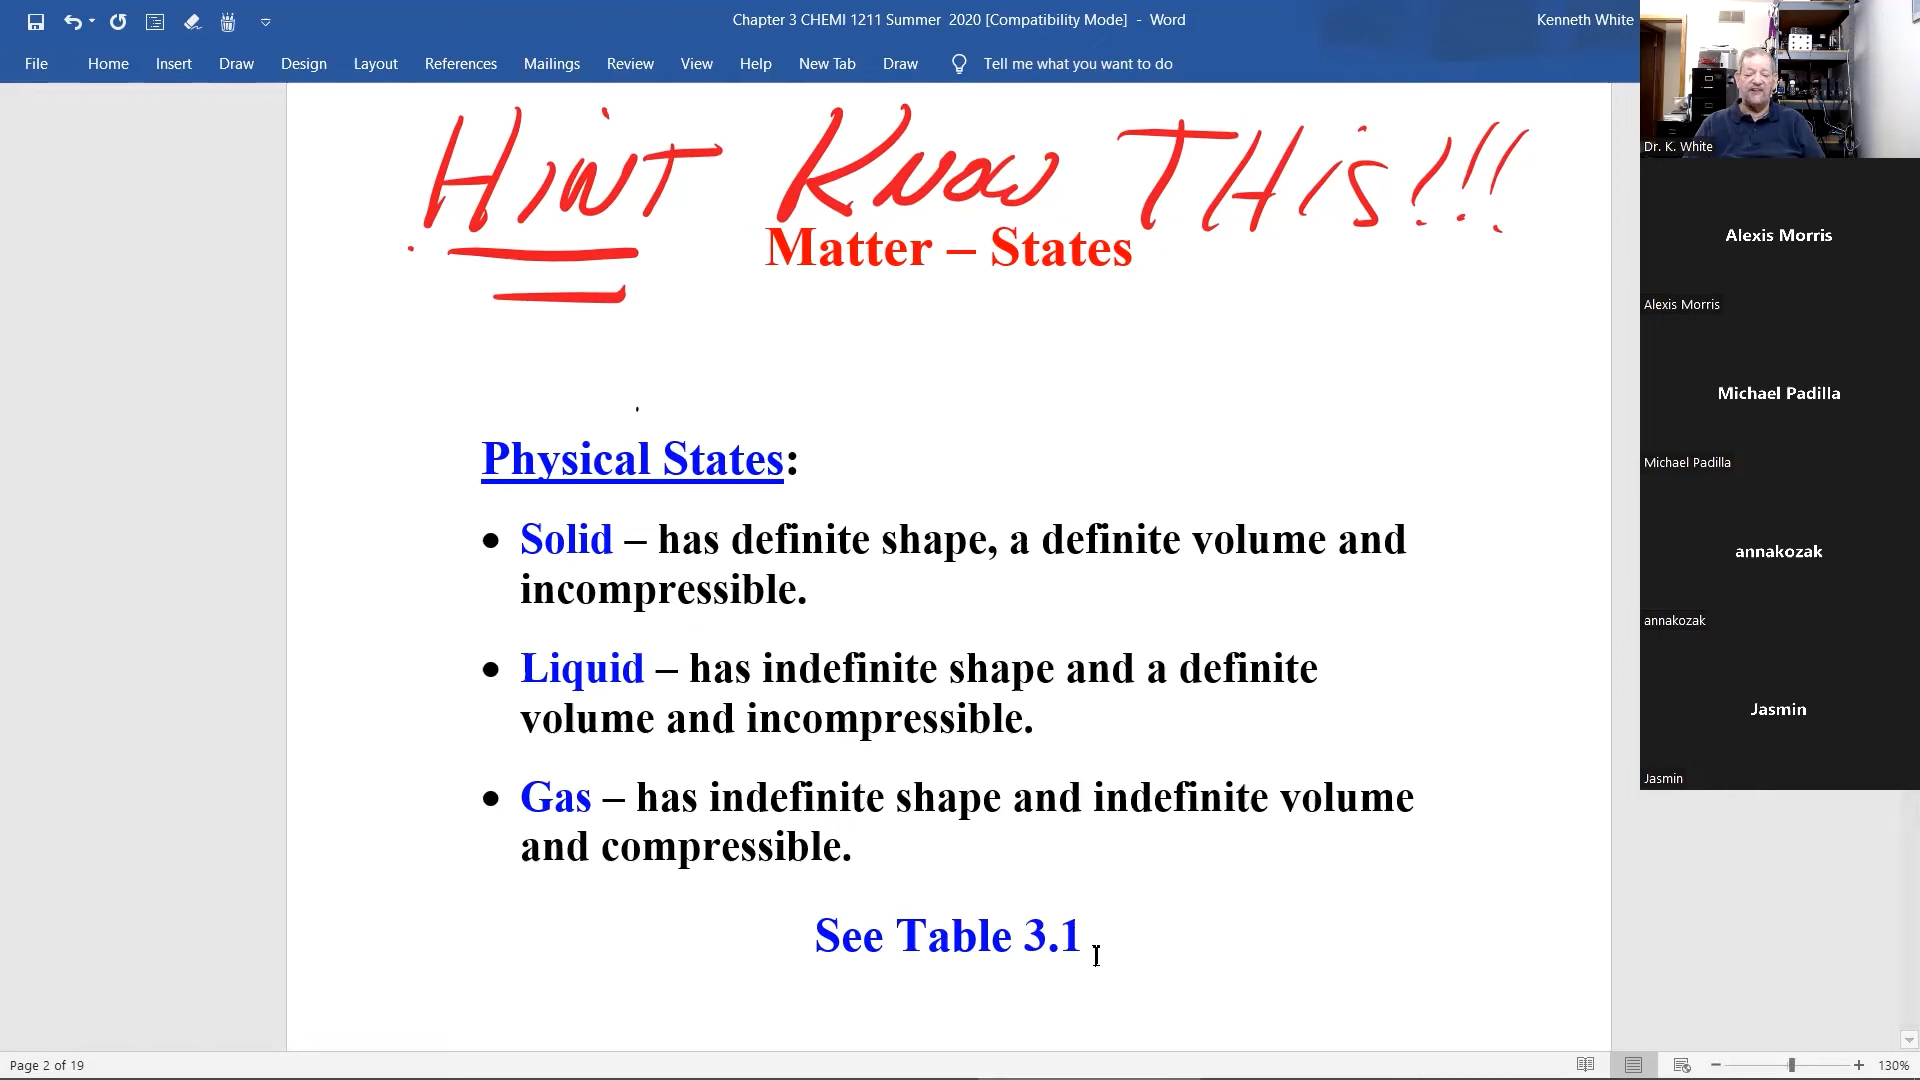 Chapter 3 CHEMI 1211 Summer 2020 [Compatibility Mode] - Word
Kenneth White
File Home Insert Draw Design Layout References Mailings Review View Help New Tab Draw Tell me what you want to do
HINT KNOW THIS!!!
Matter – States
Physical States:
• Solid – has definite shape, a definite volume and
incompressible.
• Liquid – has indefinite shape and a definite
volume and incompressible.
• Gas – has indefinite shape and indefinite volume
and compressible.
See Table 3.1
Dr. K. White
Alexis Morris
Alexis Morris
Michael Padilla
Michael Padilla
annakozak
annakozak
Jasmin
Jasmin
Page 2 of 19
130%